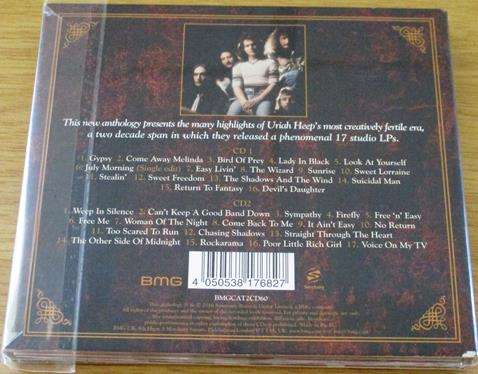 This new anthology presents the many highlights of Uriah Heep's most creatively fertile era,
a two decade span in which they released a phenomenal 17 studio LPs.
CD 1
1. Gypsy 2. Come Away Melinda 3. Bird Of Prey 4. Lady In Black 5. Look At Yourself
6. July Morning (Single edit) 7. Easy Livin' 8. The Wizard 9. Sunrise 10. Sweet Lorraine
11. Stealin' 12. Sweet Freedom 13. The Shadows And The Wind 14. Suicidal Man
15. Return To Fantasy 16. Devil's Daughter
CD2
1. Weep In Silence 2. Can't Keep A Good Band Down 3. Sympathy 4. Firefly 5. Free 'n' Easy
6. Free Me 7. Woman Of The Night 8. Come Back To Me 9. It Ain't Easy 10. No Return
11. Too Scared To Run 12. Chasing Shadows 13. Straight Through The Heart
14. The Other Side Of Midnight 15. Rockarama 16. Poor Little Rich Girl 17. Voice On My TV
BMG
4 050538 176827
BMGCAT2CD60